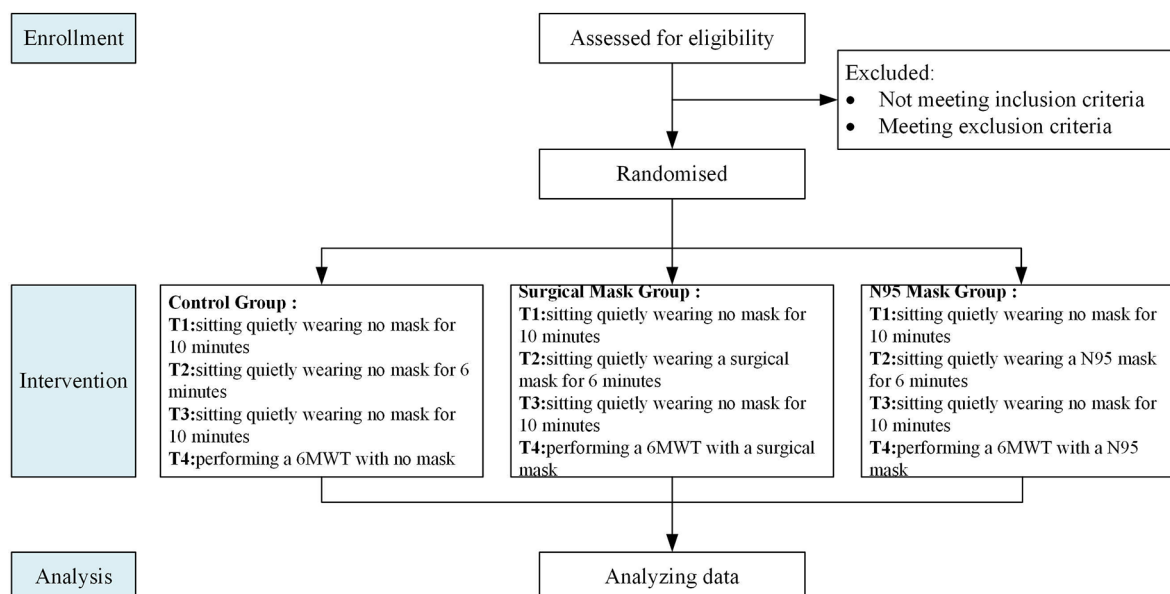 Enrollment
Assessed for eligibility
Excluded:
• Not meeting inclusion criteria
• Meeting exclusion criteria
Randomised
Intervention
Control Group :
T1:sitting quietly wearing no mask for
10 minutes
T2:sitting quietly wearing no mask for 6
minutes
T3:sitting quietly wearing no mask for
10 minutes
T4:performing a 6MWT with no mask
Surgical Mask Group :
T1:sitting quietly wearing no mask for
10 minutes
T2:sitting quietly wearing a surgical
mask for 6 minutes
T3:sitting quietly wearing no mask for
10 minutes
T4:performing a 6MWT with a surgical
mask
N95 Mask Group :
T1:sitting quietly wearing no mask for
10 minutes
T2:sitting quietly wearing a N95 mask
for 6 minutes
T3:sitting quietly wearing no mask for
10 minutes
T4:performing a 6MWT with a N95
mask
Analysis
Analyzing data